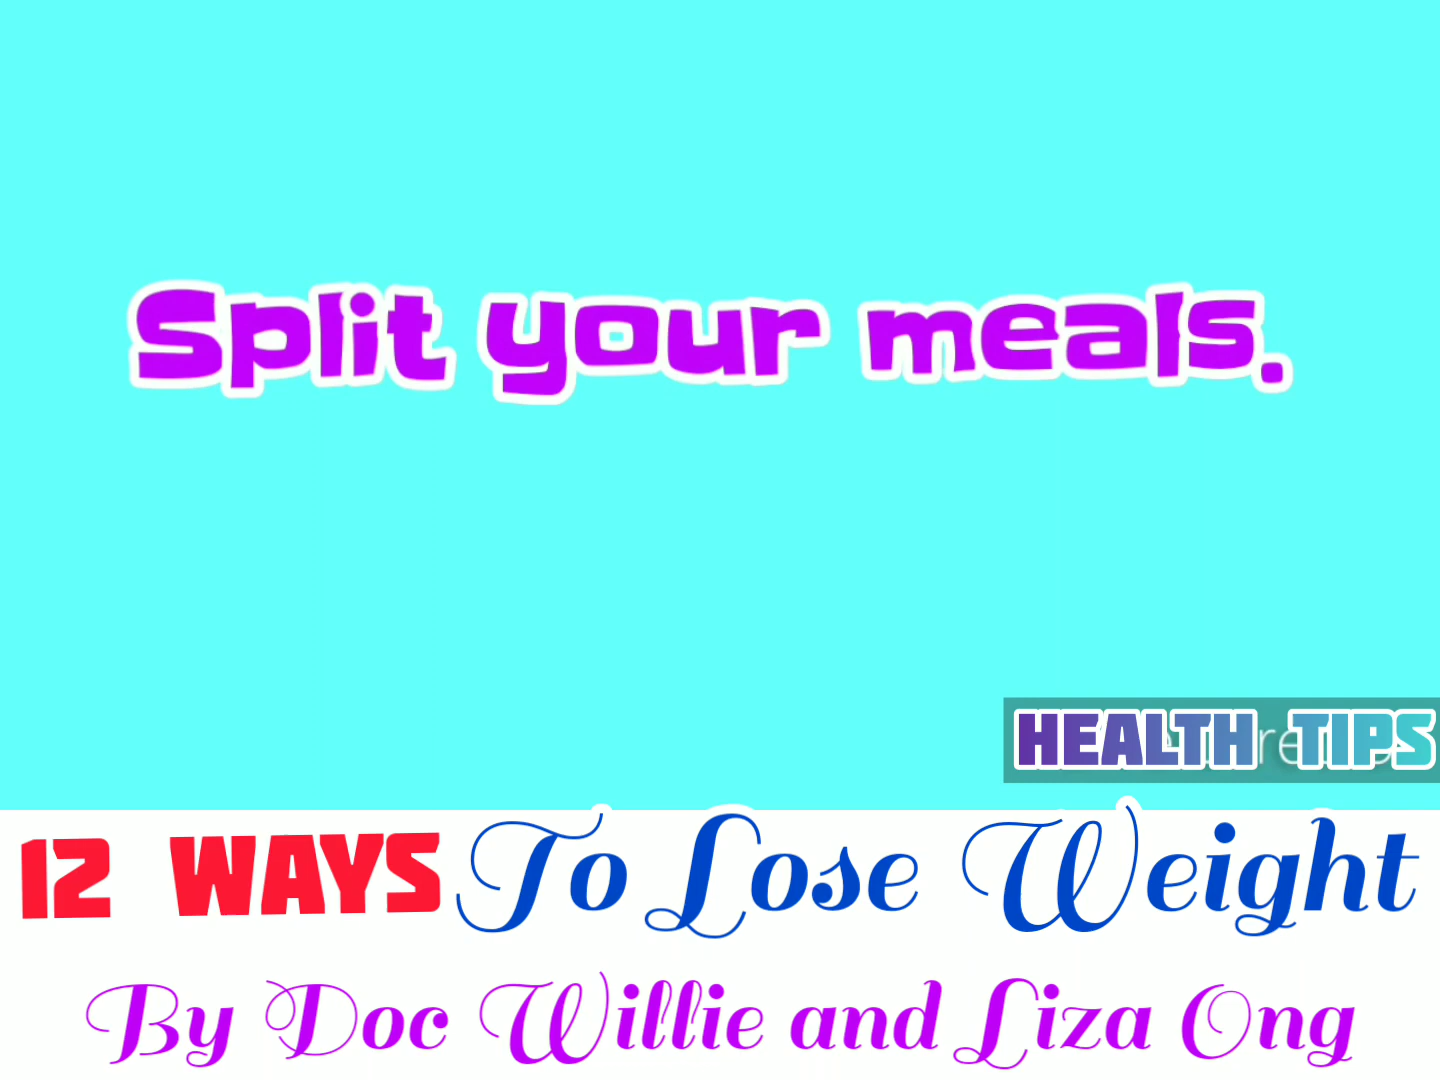 Split your meals.
HEALTH TIPS
12 WAYS To Lose Weight
By Doc Willie and Liza Ong